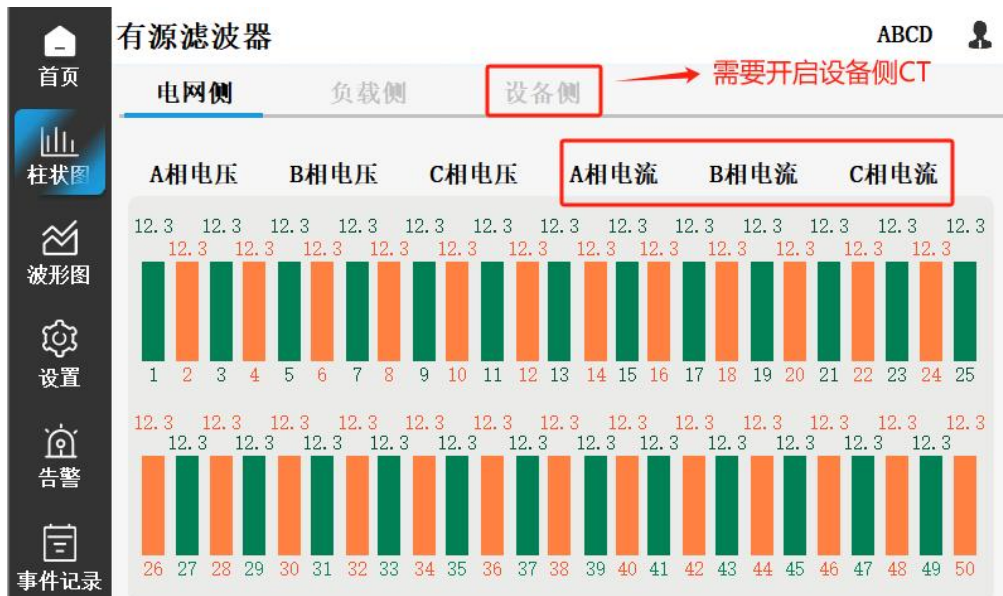 有源滤波器 ABCD
首页
电网侧 负载侧 设备侧 需要开启设备侧CT
柱状图
A相电压 B相电压 C相电压 A相电流 B相电流 C相电流
12.3 12.3 12.3 12.3 12.3 12.3 12.3 12.3 12.3 12.3 12.3 12.3 12.3
12.3 12.3 12.3 12.3 12.3 12.3 12.3 12.3 12.3 12.3 12.3 12.3
波形图
设置
1 2 3 4 5 6 7 8 9 10 11 12 13 14 15 16 17 18 19 20 21 22 23 24 25
12.3 12.3 12.3 12.3 12.3 12.3 12.3 12.3 12.3 12.3 12.3 12.3 12.3
12.3 12.3 12.3 12.3 12.3 12.3 12.3 12.3 12.3 12.3 12.3 12.3
告警
26 27 28 29 30 31 32 33 34 35 36 37 38 39 40 41 42 43 44 45 46 47 48 49 50
事件记录